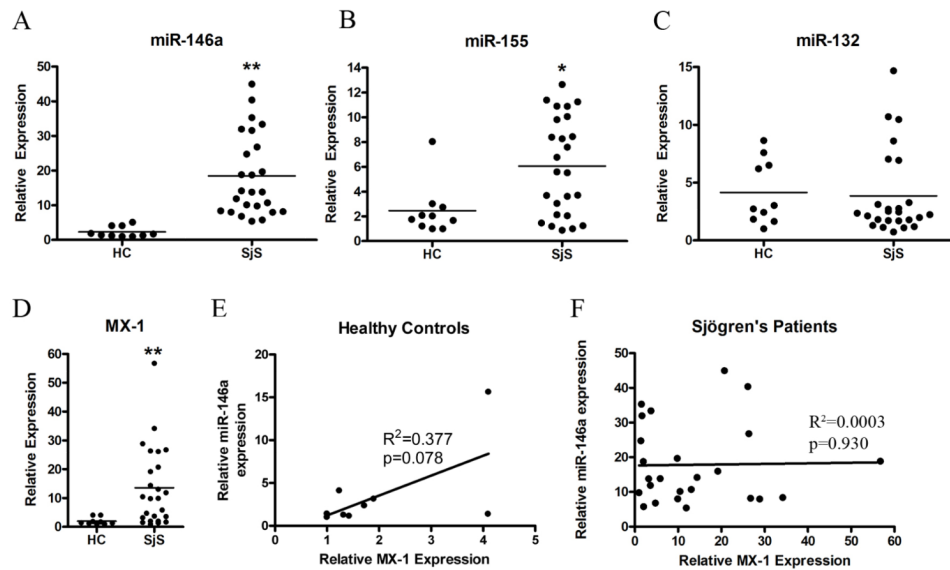 A
miR-146a
**
Relative Expression
50
40
30
20
10
0
HC
SjS
B
miR-155
*
Relative Expression
14
12
10
8
6
4
2
0
HC
SjS
C
miR-132
Relative Expression
15
10
5
0
HC
SjS
D
MX-1
**
Relative Expression
70
60
50
40
30
20
10
0
HC
SjS
E
Healthy Controls
Relative miR-146a
expression
20
15
10
5
0
R²=0.377
p=0.078
0
1
2
3
4
5
Relative MX-1 Expression
F
Sjögren's Patients
Relative miR-146a expression
50
40
30
20
10
0
R²=0.0003
p=0.930
0
10
20
30
40
50
60
Relative MX-1 Expression